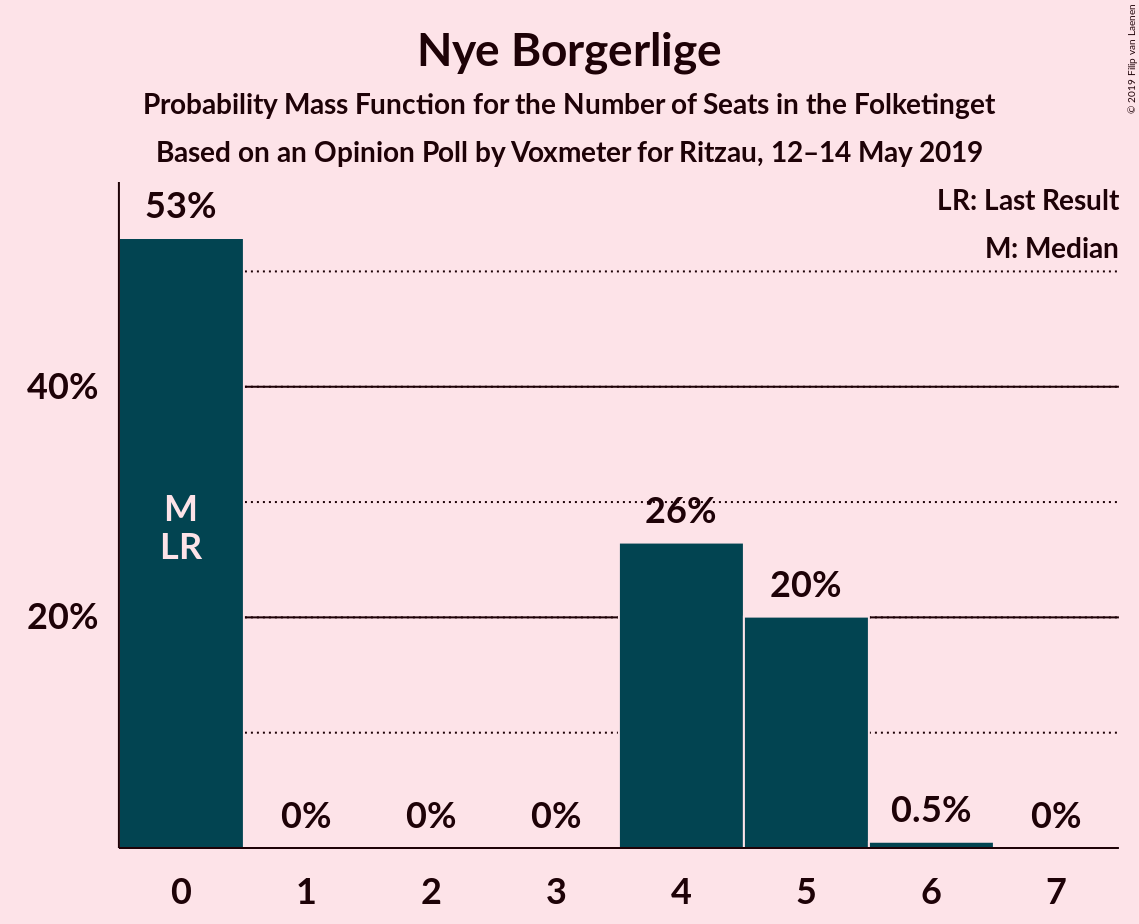 Nye Borgerlige
Probability Mass Function for the Number of Seats in the Folketinget
Based on an Opinion Poll by Voxmeter for Ritzau, 12–14 May 2019
© 2019 Filip van Laenen
LR: Last Result
M: Median
53%
40%
M
LR
26%
20%
20%
0%
0%
0%
0.5%
0%
0
1
2
3
4
5
6
7